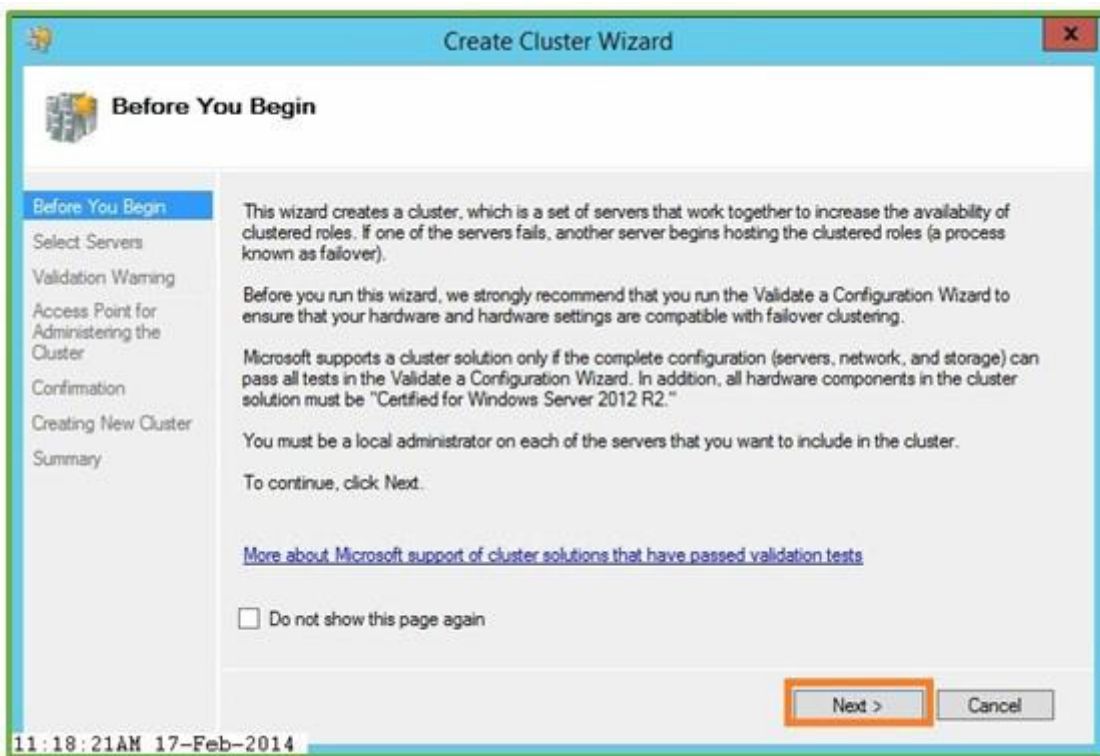 Create Cluster Wizard
x
Before You Begin
Before You Begin
Select Servers
Validation Warning
Access Point for
Administering the
Cluster
Confirmation
Creating New Cluster
Summary
This wizard creates a cluster, which is a set of servers that work together to increase the availability of
clustered roles. If one of the servers fails, another server begins hosting the clustered roles (a process
known as failover).
Before you run this wizard, we strongly recommend that you run the Validate a Configuration Wizard to
ensure that your hardware and hardware settings are compatible with failover clustering.
Microsoft supports a cluster solution only if the complete configuration (servers, network, and storage) can
pass all tests in the Validate a Configuration Wizard. In addition, all hardware components in the cluster
solution must be "Certified for Windows Server 2012 R2."
You must be a local administrator on each of the servers that you want to include in the cluster.
To continue, click Next.
More about Microsoft support of cluster solutions that have passed validation tests
Do not show this page again
Next >
Cancel
11:18:21AM 17-Feb-2014